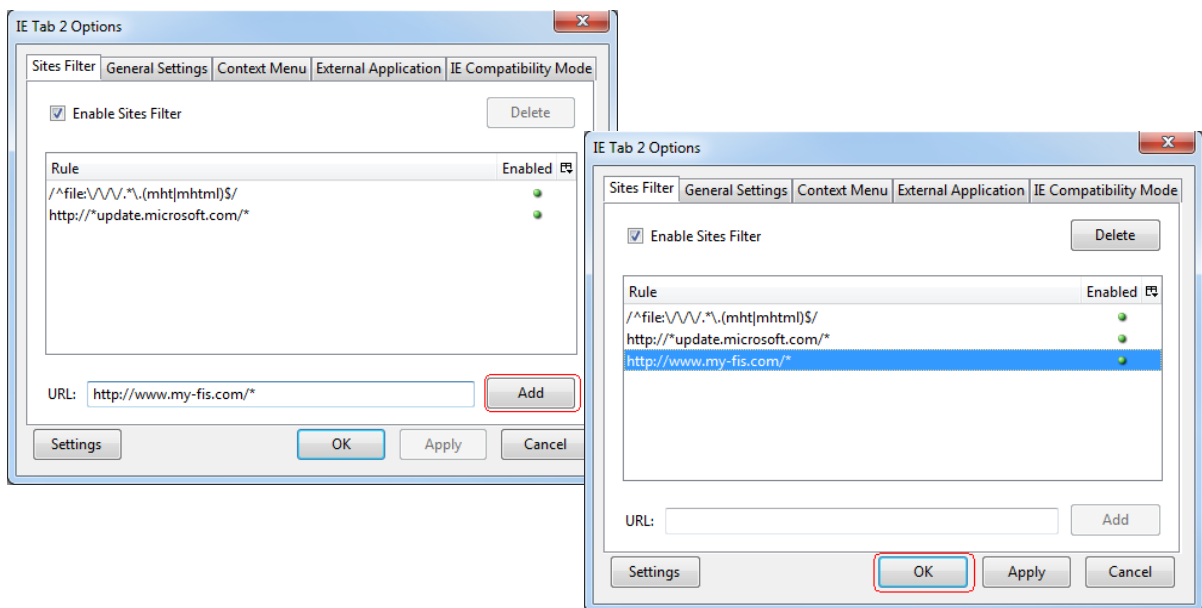 IE Tab 2 Options
Sites Filter General Settings Context Menu External Application IE Compatibility Mode
Enable Sites Filter Delete
Rule Enabled
/^file:\/\/\/.*\.(mht|mhtml)$/
http://*update.microsoft.com/*
URL: http://www.my-fis.com/* Add
Settings OK Apply Cancel
IE Tab 2 Options
Sites Filter General Settings Context Menu External Application IE Compatibility Mode
Enable Sites Filter Delete
Rule Enabled
/^file:\/\/\/.*\.(mht|mhtml)$/
http://*update.microsoft.com/*
http://www.my-fis.com/*
URL: Add
Settings OK Apply Cancel